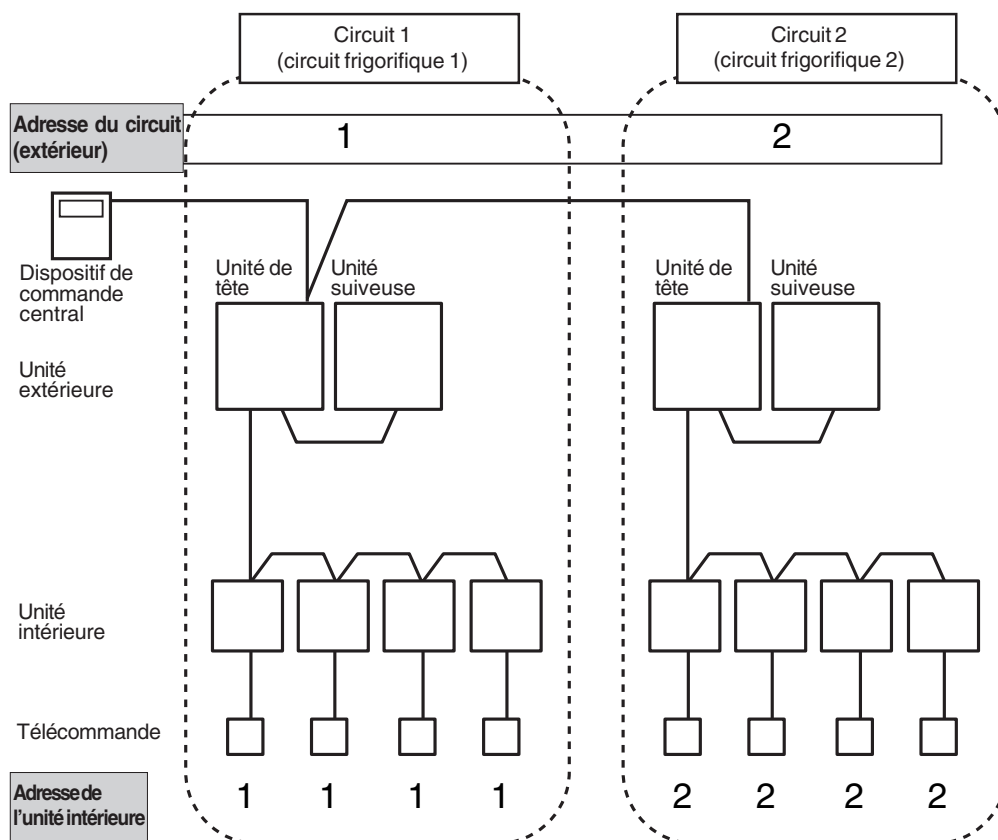 Circuit 1
(circuit frigorifique 1)
Circuit 2
(circuit frigorifique 2)
Adresse du circuit
(extérieur)
1
2
Dispositif de
commande
central
Unité de
tête
Unité
suiveuse
Unité de
tête
Unité
suiveuse
Unité
extérieure
Unité
intérieure
Télécommande
Adresse de
l'unité intérieure
1 1 1 1 2 2 2 2